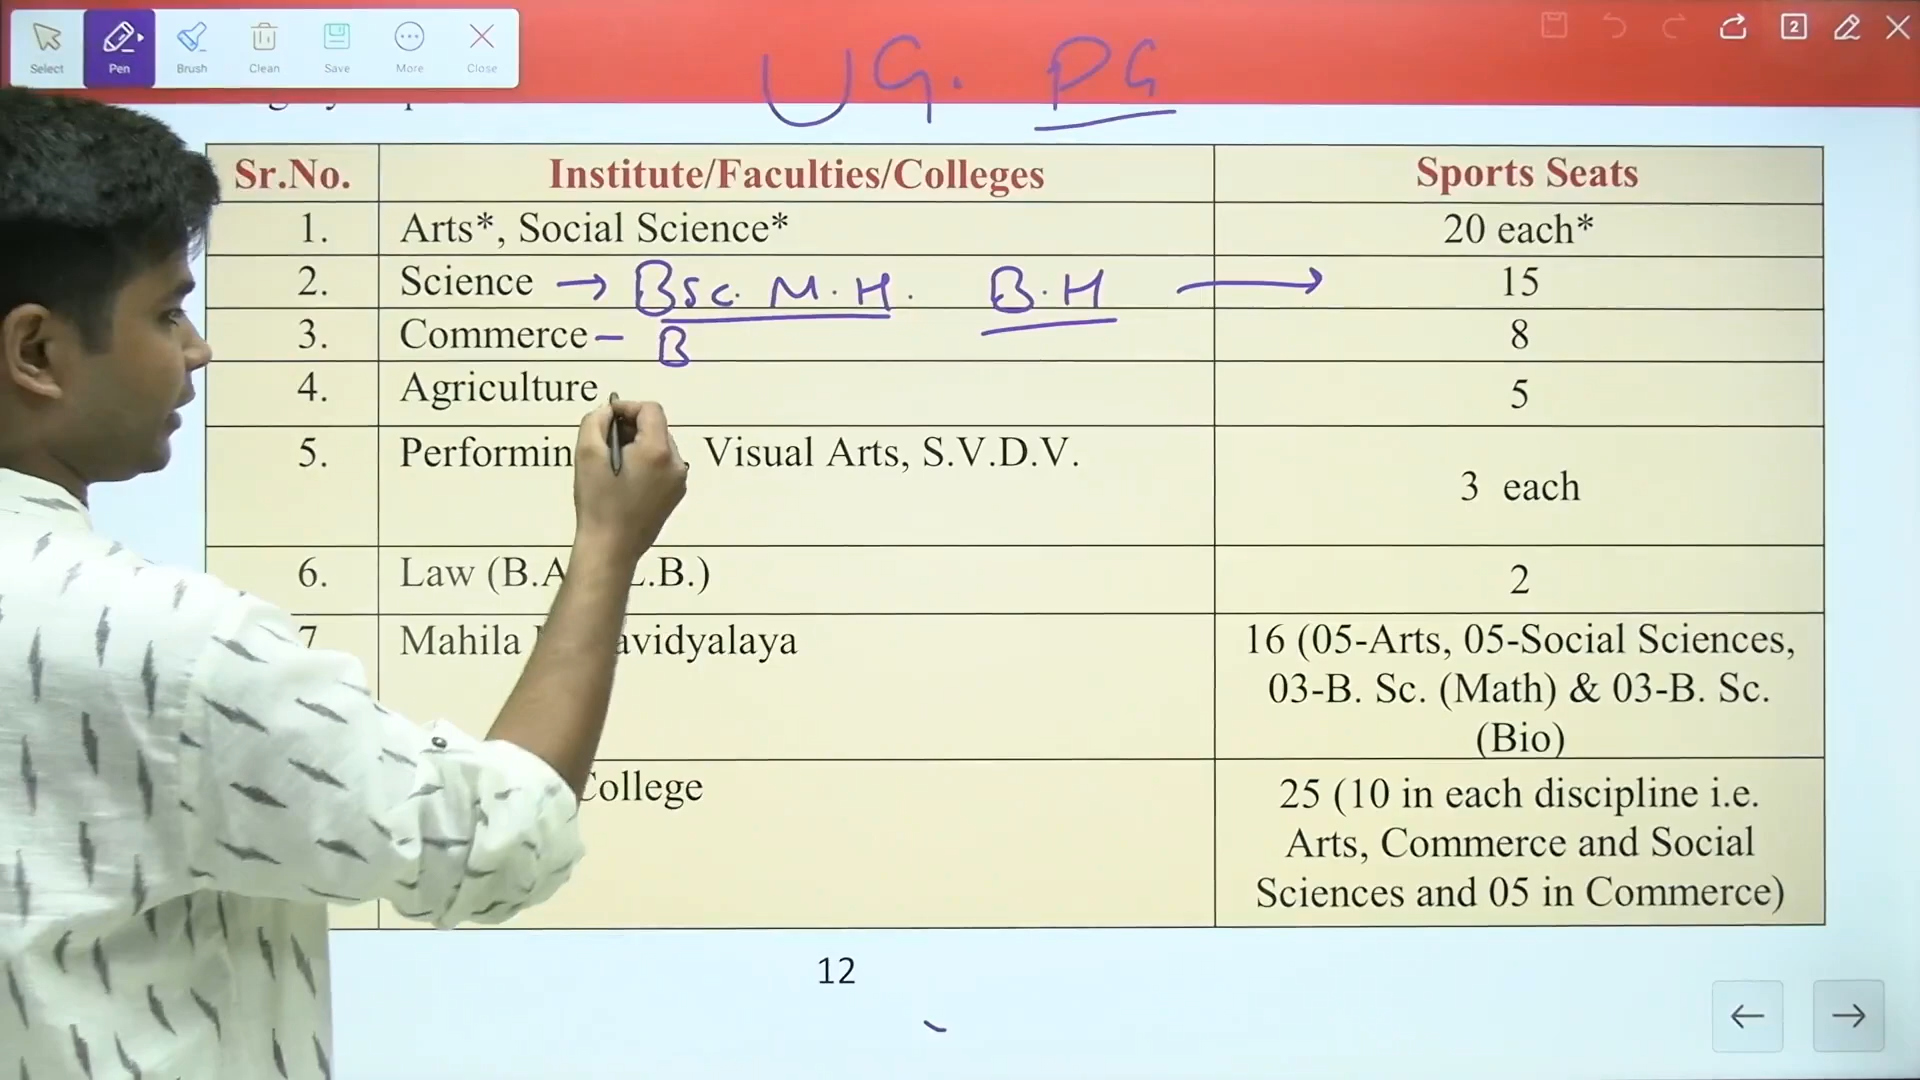 Select Pen Brush Clean Save More Close
2
UG. PG
Sr.No. Institute/Faculties/Colleges Sports Seats
1. Arts*, Social Science* 20 each*
2. Science → BSc. M.H. B.H → 15
3. Commerce – B 8
4. Agriculture 5
5. Visual Arts, S.V.D.V. 3 each
6. Law 2
7 Mahila 16 (05-Arts, 05-Social Sciences,
03-B. Sc. (Math) & 03-B. Sc.
(Bio)
College 25 (10 in each discipline i.e.
Arts, Commerce and Social
Sciences and 05 in Commerce)
12